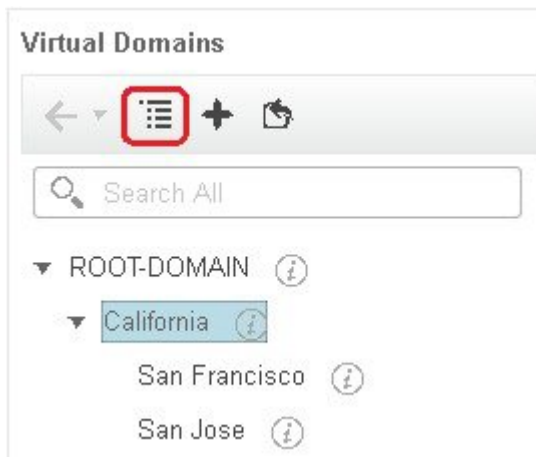 Virtual Domains
Search All
ROOT-DOMAIN
California
San Francisco
San Jose